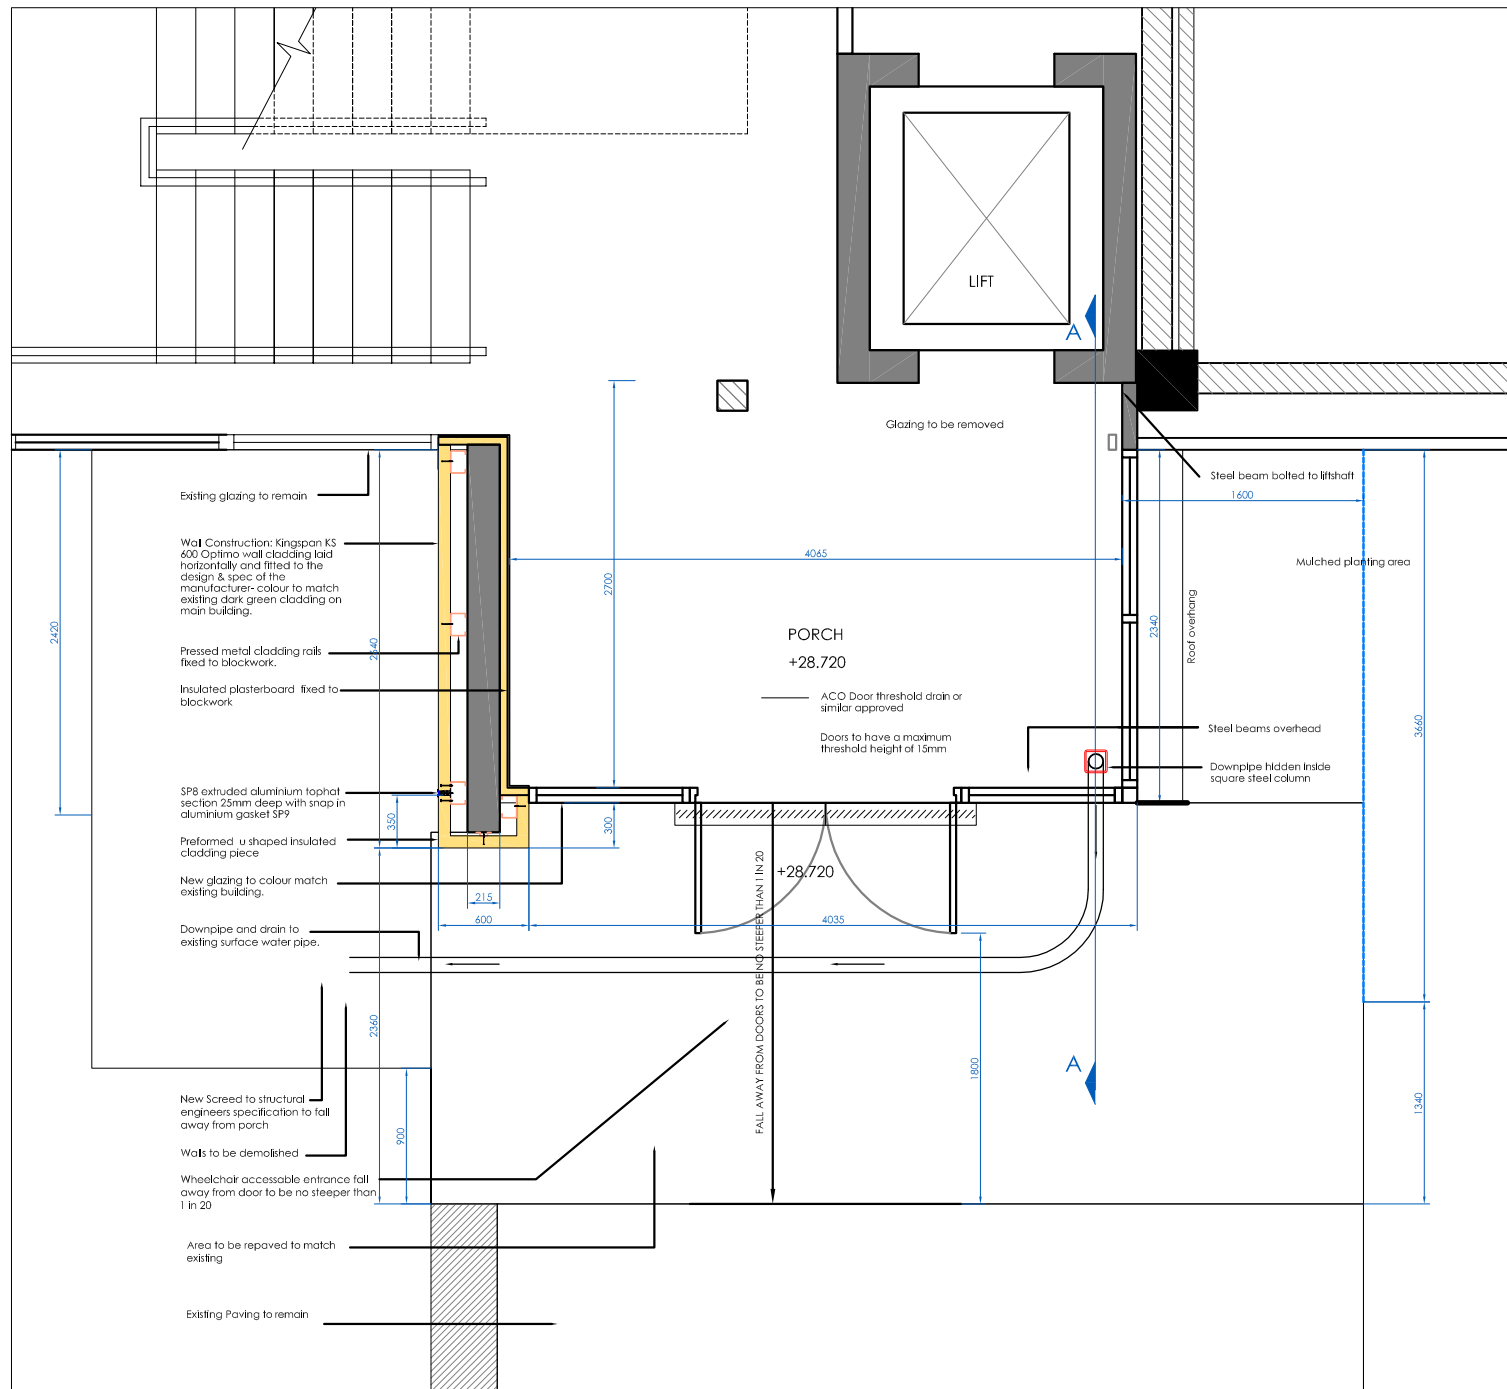 LIFT
A
Glazing to be removed
Existing glazing to remain
Steel beam bolted to liftshaft
1600
Wall Construction: Kingspan KS
600 Optimo wall cladding laid
horizontally and fitted to the
design & spec of the
manufacturer- colour to match
existing dark green cladding on
main building.
4065
2700
Mulched planting area
2420
2640
2340
Roof overhang
3660
PORCH
+28.720
Pressed metal cladding rails
fixed to blockwork.
Insulated plasterboard fixed to
blockwork
ACO Door threshold drain or
similar approved
Doors to have a maximum
threshold height of 15mm
Steel beams overhead
Downpipe hidden inside
square steel column
SP8 extruded aluminium tophat
section 25mm deep with snap in
aluminium gasket SP9
350
300
Preformed u shaped insulated
cladding piece
New glazing to colour match
existing building.
+28.720
215
600
4035
Downpipe and drain to
existing surface water pipe.
FALL AWAY FROM DOORS TO BE NO STEEPER THAN 1 IN 20
2360
1800
A
1340
900
New Screed to structural
engineers specification to fall
away from porch
Walls to be demolished
Wheelchair accessable entrance fall
away from door to be no steeper than
1 in 20
Area to be repaved to match
existing
Existing Paving to remain